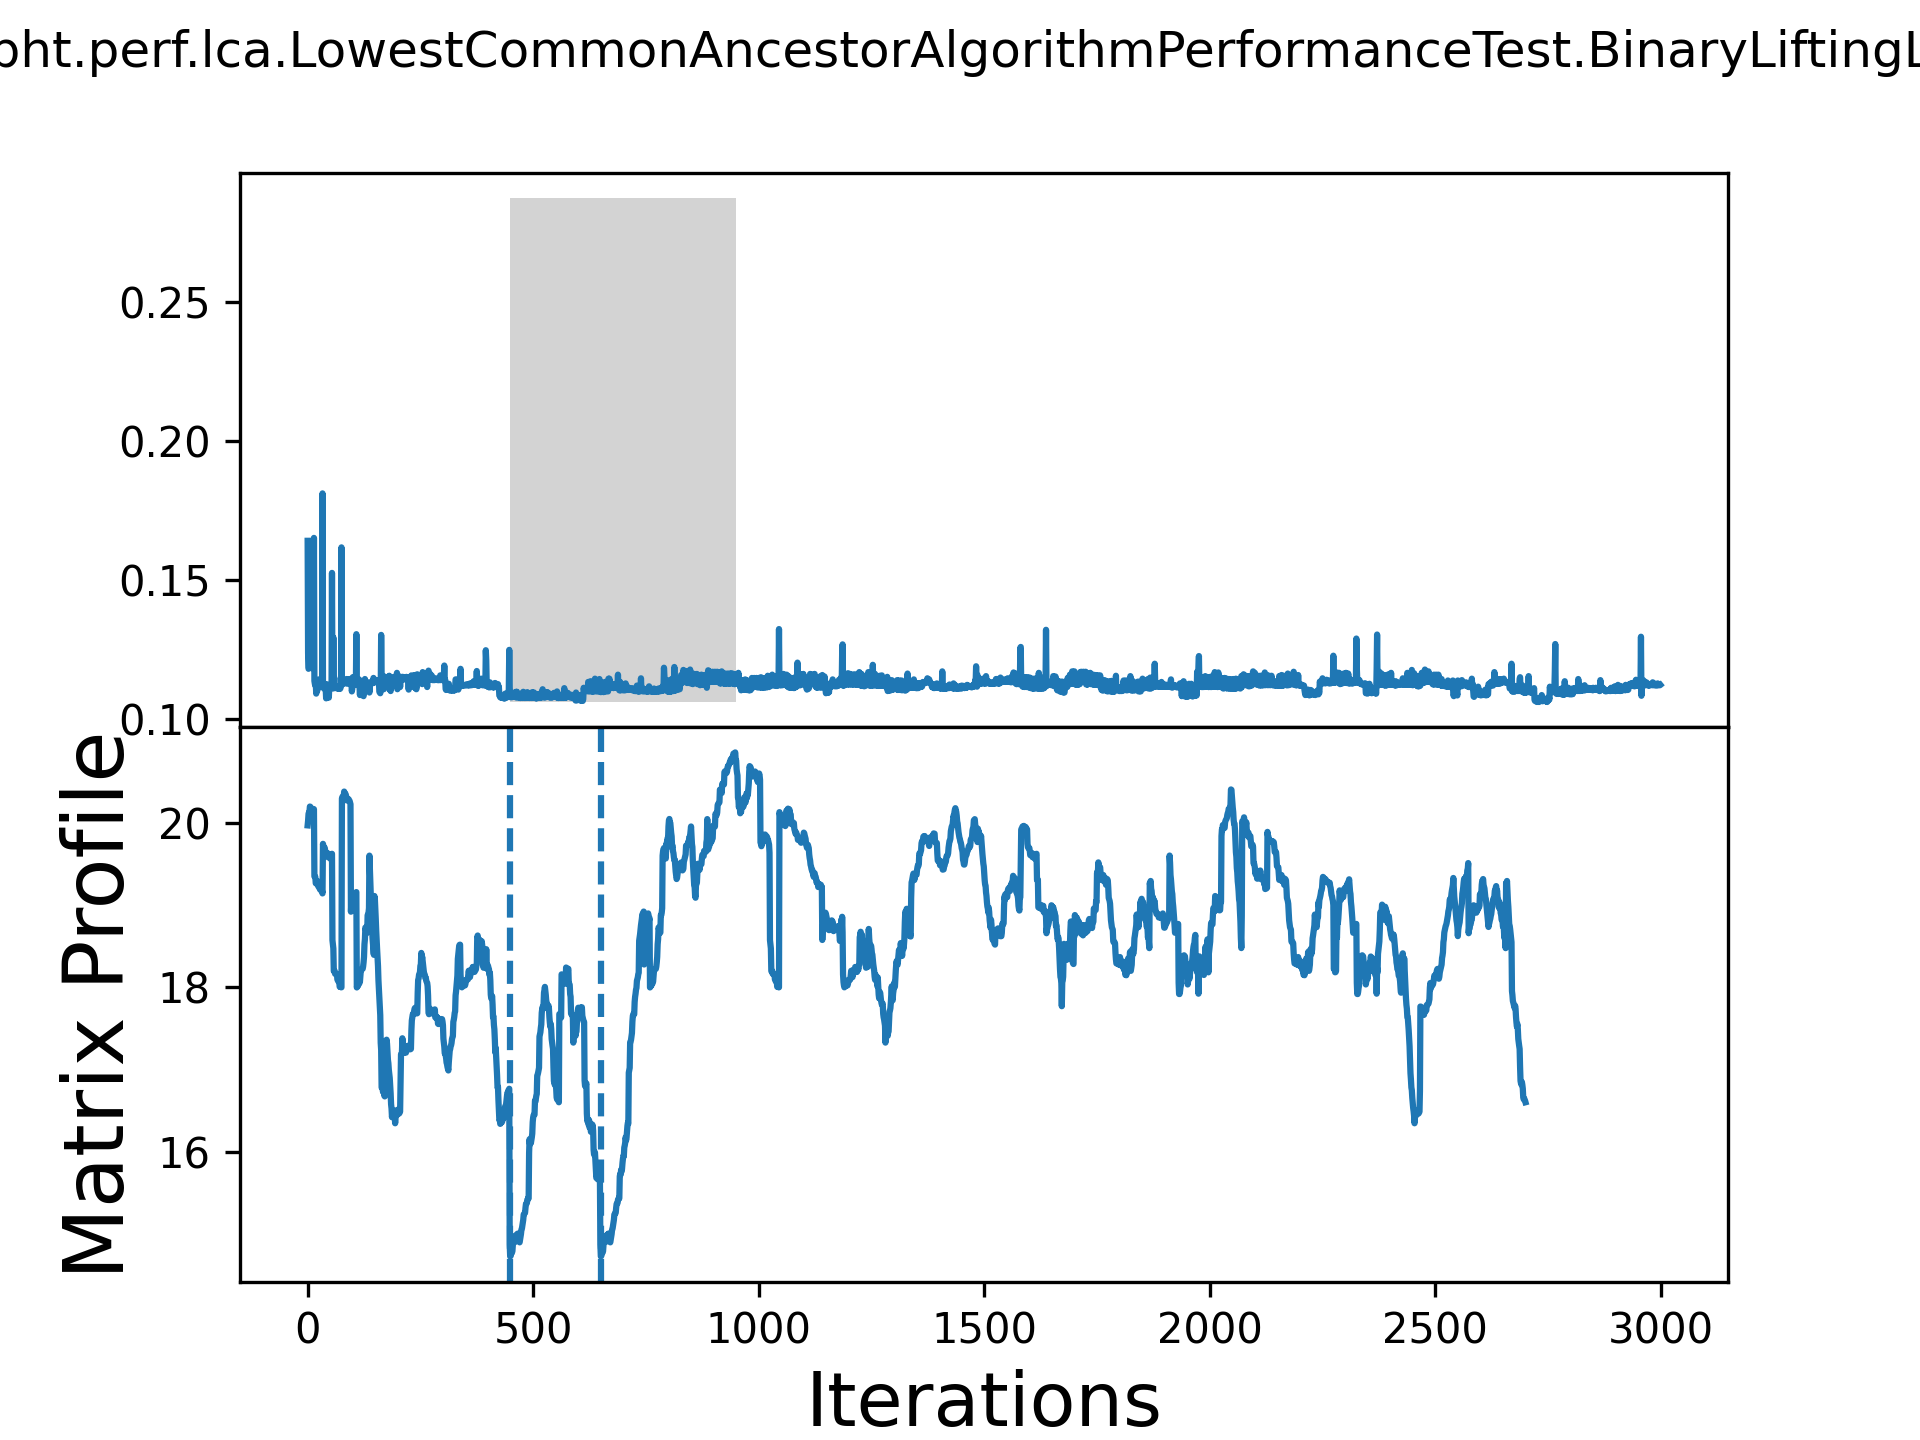 pht.perf.lca.LowestCommonAncestorAlgorithmPerformanceTest.BinaryLiftingL
0.25
0.20
0.15
0.10
Matrix Profile
20
18
16
0 500 1000 1500 2000 2500 3000
Iterations